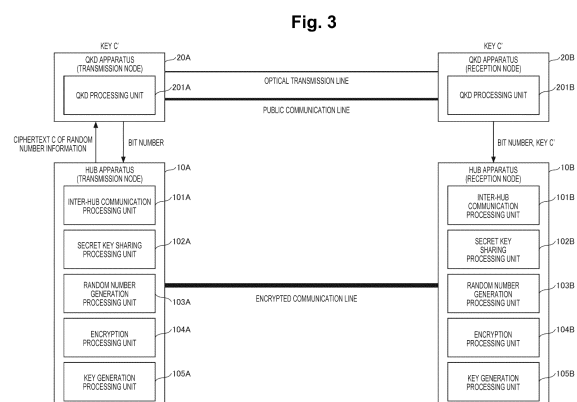 Fig. 3
KEY C'
QKD APPARATUS
(TRANSMISSION NODE)
20A
QKD PROCESSING UNIT
201A
OPTICAL TRANSMISSION LINE
PUBLIC COMMUNICATION LINE
KEY C'
QKD APPARATUS
(RECEPTION NODE)
20B
QKD PROCESSING UNIT
201B
CIPHERTEXT C OF RANDOM
NUMBER INFORMATION
BIT NUMBER
BIT NUMBER, KEY C'
HUB APPARATUS
(TRANSMISSION NODE)
10A
INTER-HUB COMMUNICATION
PROCESSING UNIT
101A
SECRET KEY SHARING
PROCESSING UNIT
102A
RANDOM NUMBER
GENERATION
PROCESSING UNIT
103A
ENCRYPTION
PROCESSING UNIT
104A
KEY GENERATION
PROCESSING UNIT
105A
ENCRYPTED COMMUNICATION LINE
HUB APPARATUS
(RECEPTION NODE)
10B
INTER-HUB
COMMUNICATION
PROCESSING UNIT
101B
SECRET KEY
SHARING
PROCESSING UNIT
102B
RANDOM NUMBER
GENERATION
PROCESSING UNIT
103B
ENCRYPTION
PROCESSING UNIT
104B
KEY GENERATION
PROCESSING UNIT
105B